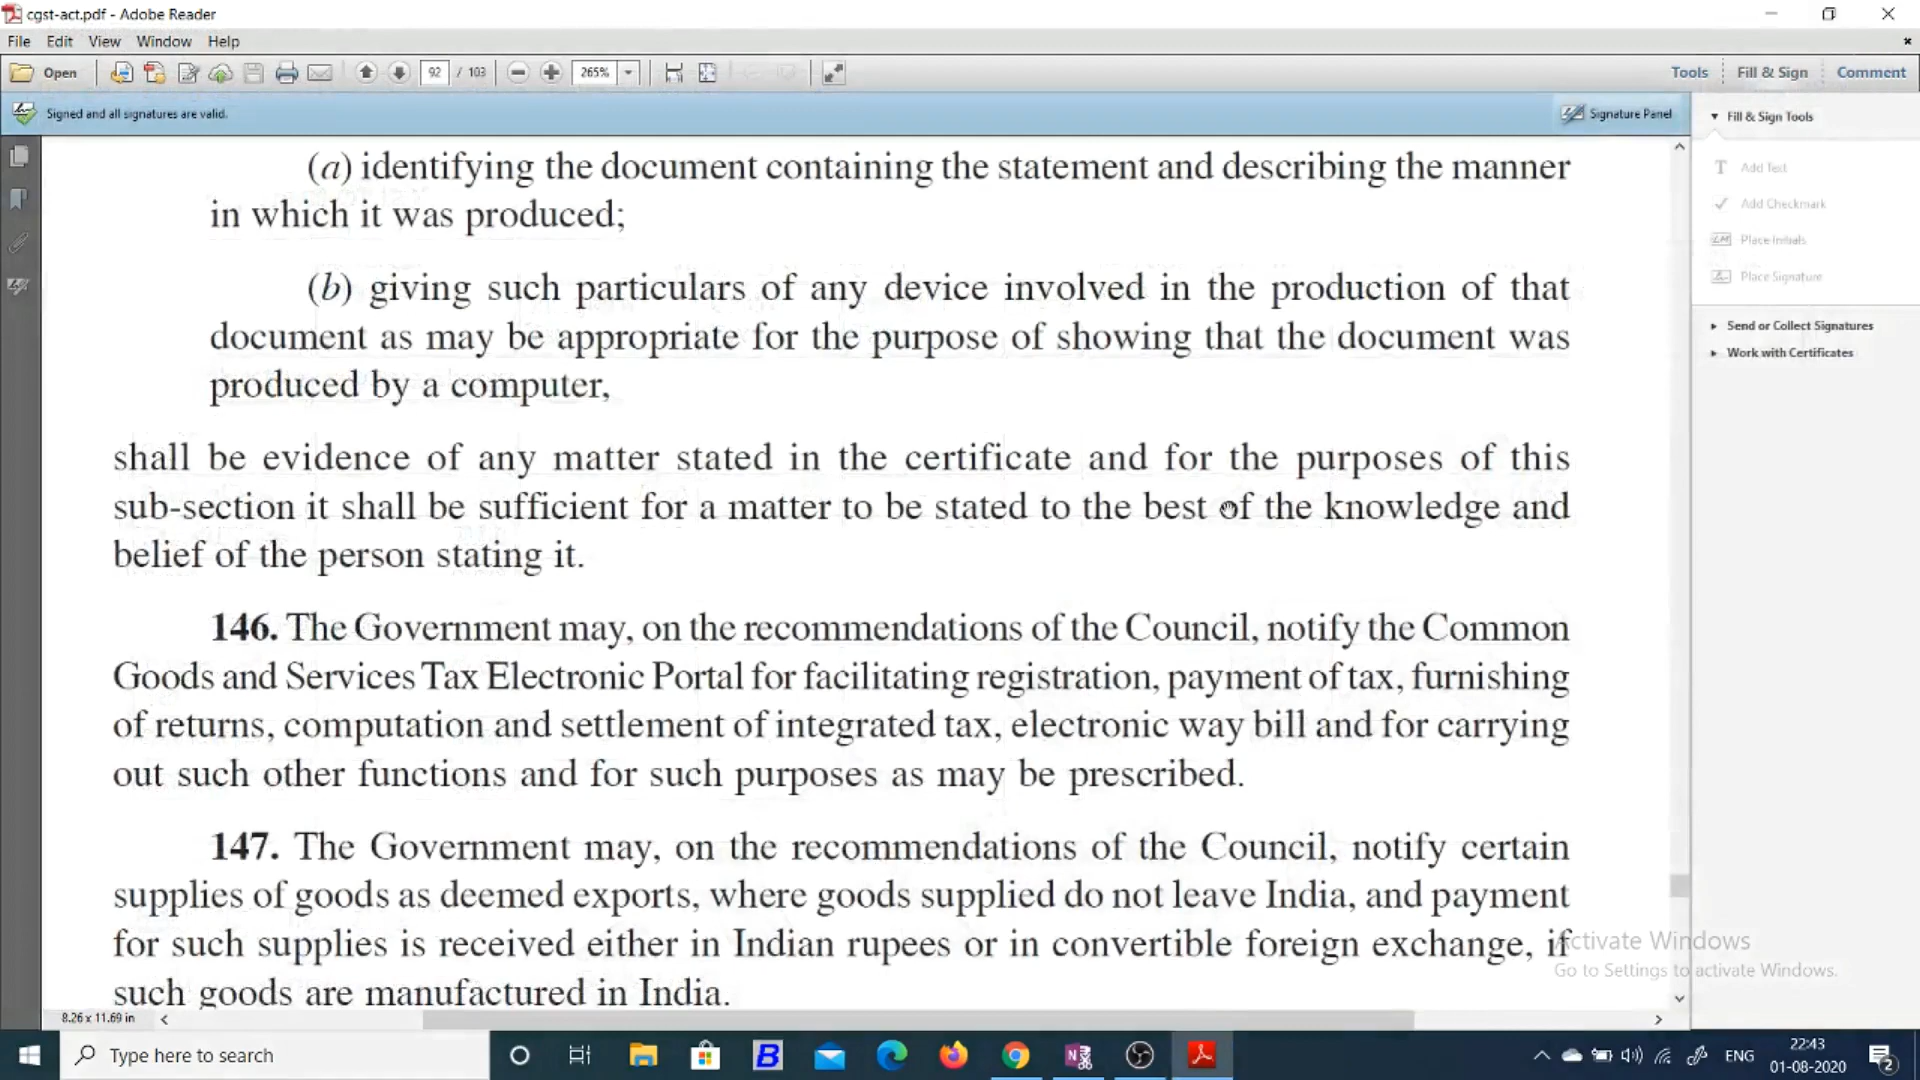 cgst-act.pdf - Adobe Reader
File Edit View Window Help
Open 92 / 103 265% Tools Fill & Sign Comment
Signed and all signatures are valid. Signature Panel
Fill & Sign Tools
Add Text
Add Checkmark
Place Initials
Place Signature
Send or Collect Signatures
Work with Certificates
(a) identifying the document containing the statement and describing the manner
in which it was produced;
(b) giving such particulars of any device involved in the production of that
document as may be appropriate for the purpose of showing that the document was
produced by a computer,
shall be evidence of any matter stated in the certificate and for the purposes of this
sub-section it shall be sufficient for a matter to be stated to the best of the knowledge and
belief of the person stating it.
146. The Government may, on the recommendations of the Council, notify the Common
Goods and Services Tax Electronic Portal for facilitating registration, payment of tax, furnishing
of returns, computation and settlement of integrated tax, electronic way bill and for carrying
out such other functions and for such purposes as may be prescribed.
147. The Government may, on the recommendations of the Council, notify certain
supplies of goods as deemed exports, where goods supplied do not leave India, and payment
for such supplies is received either in Indian rupees or in convertible foreign exchange, if
such goods are manufactured in India.
Activate Windows
Go to Settings to activate Windows.
8.26 x 11.69 in
Type here to search
ENG
22:43
01-08-2020
2